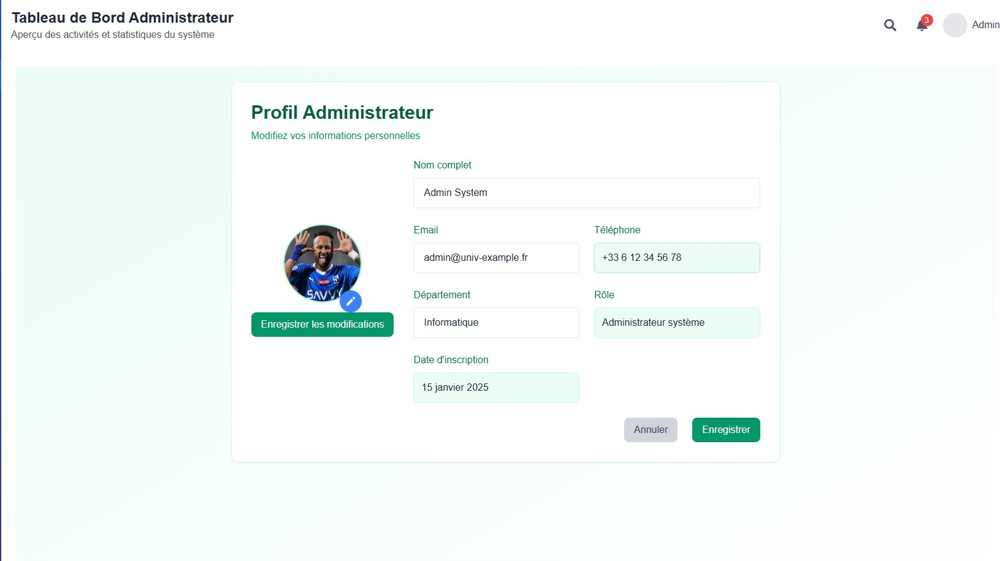 Tableau de Bord Administrateur
Aperçu des activités et statistiques du système
3
Admin
Profil Administrateur
Modifiez vos informations personnelles
Nom complet
Admin System
Email
Téléphone
admin@univ-example.fr
+33 6 12 34 56 78
SAVVY
Département
Rôle
Enregistrer les modifications
Informatique
Administrateur système
Date d'inscription
15 janvier 2025
Annuler
Enregistrer